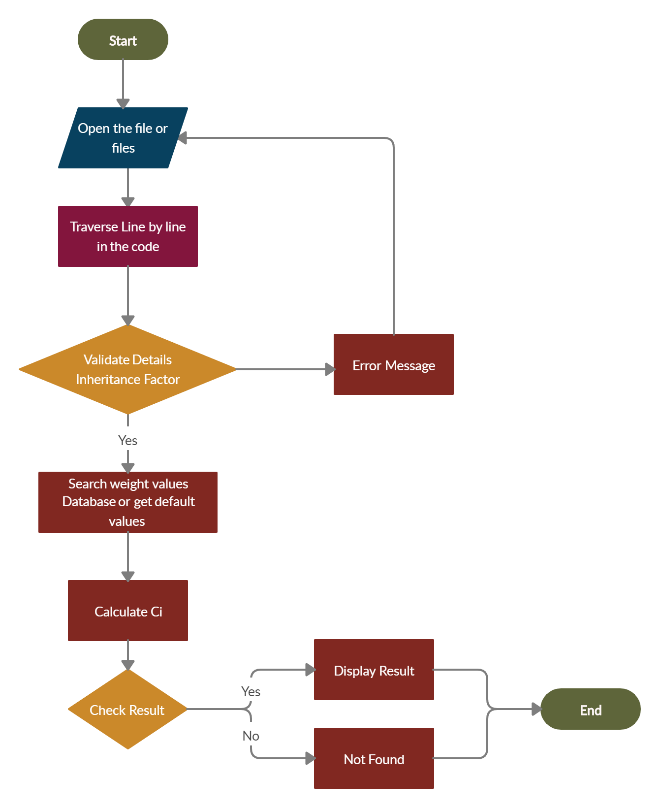 Start
Open the file or
files
Traverse Line by line
in the code
Validate Details
Inheritance Factor
Error Message
Yes
Search weight values
Database or get default
values
Calculate Ci
Check Result
Yes
No
Display Result
Not Found
End